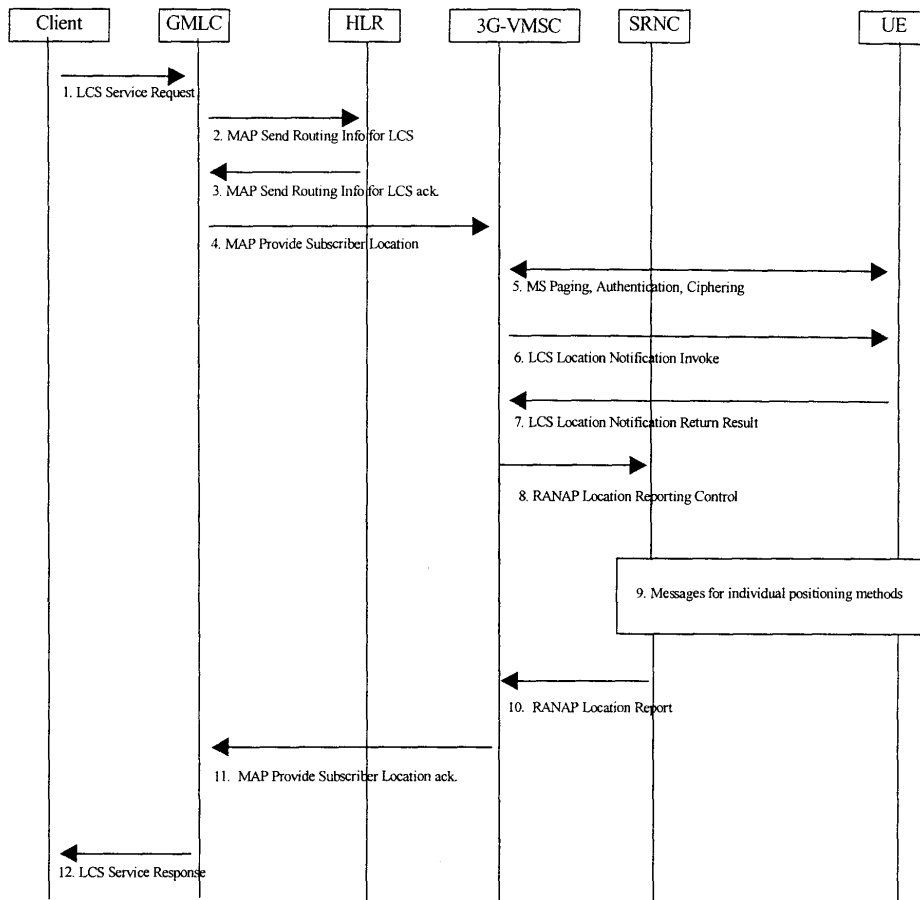 Client
GMLC
HLR
3G-VMSC
SRNC
UE
1. LCS Service Request
2. MAP Send Routing Info for LCS
3. MAP Send Routing Info for LCS ack.
4. MAP Provide Subscriber Location
5. MS Paging, Authentication, Ciphering
6. LCS Location Notification Invoke
7. LCS Location Notification Return Result
8. RANAP Location Reporting Control
9. Messages for individual positioning methods
10. RANAP Location Report
11. MAP Provide Subscriber Location ack.
12. LCS Service Response